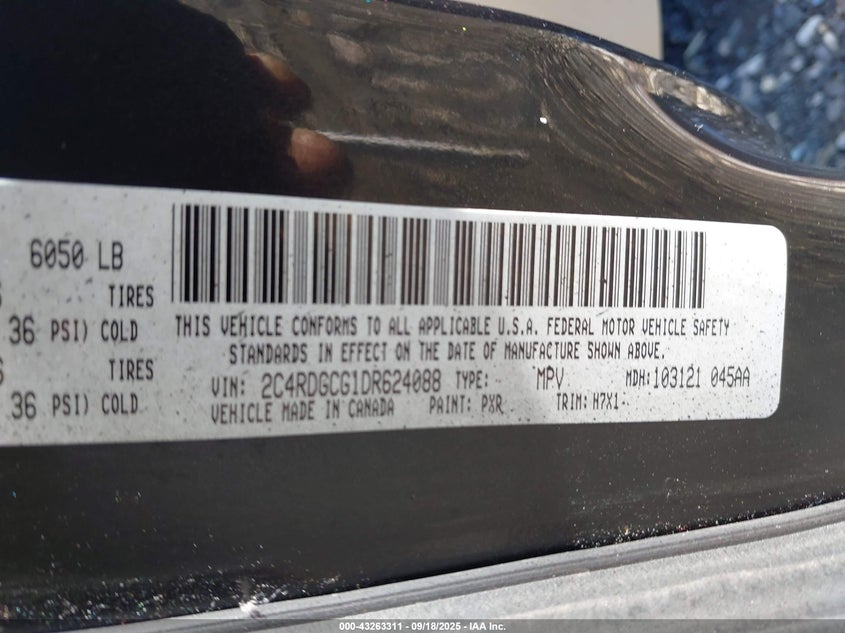 6050 LB
TIRES
36 PSI) COLD
TIRES
36 PSI) COLD
THIS VEHICLE CONFORMS TO ALL APPLICABLE U.S.A. FEDERAL MOTOR VEHICLE SAFETY
STANDARDS IN EFFECT ON THE DATE OF MANUFACTURE SHOWN ABOVE.
VIN: 2C4RDGCG1DR624088 TYPE: MPV MDH:103121 045AA
VEHICLE MADE IN CANADA PAINT: PXR TRIM: H7X1-
000-43263311 - 09/18/2025 - IAA Inc.